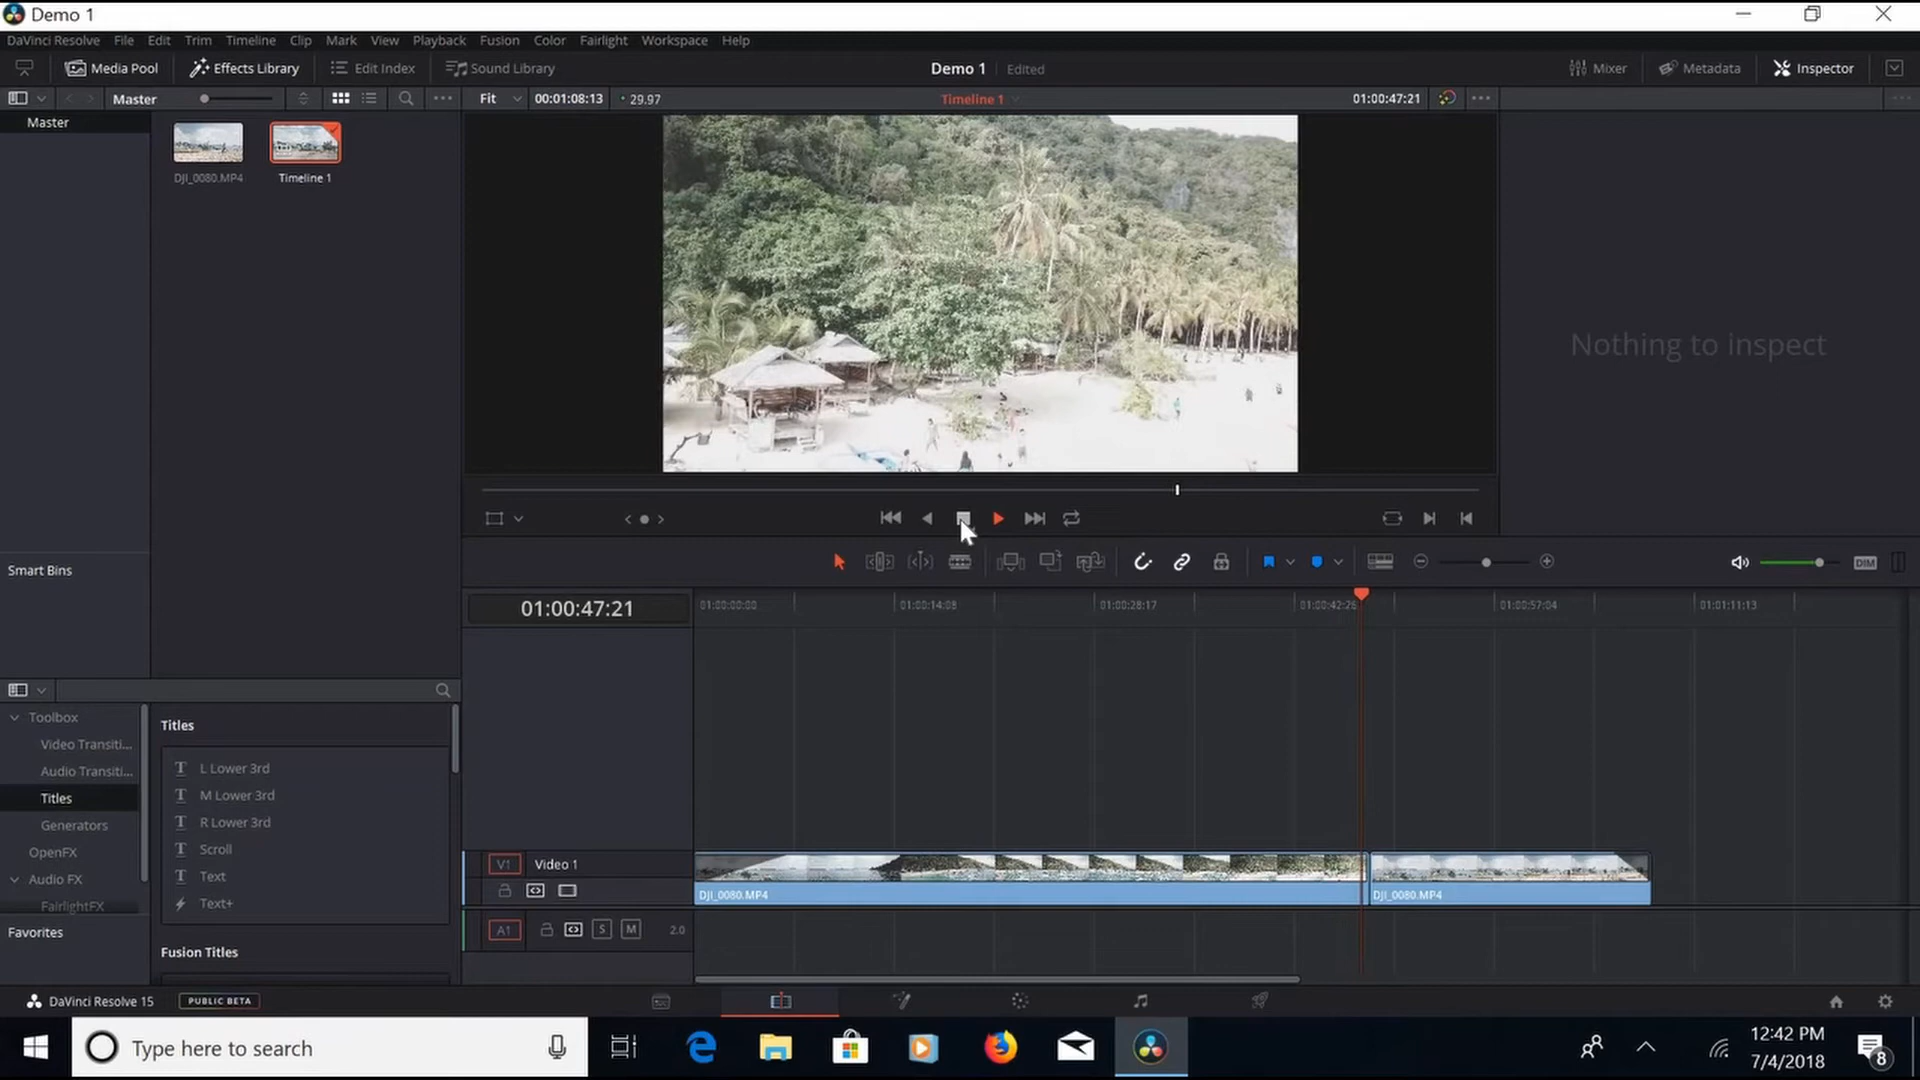 Demo 1
DaVinci Resolve File Edit Trim Timeline Clip Mark View Playback Fusion Color Fairlight Workspace Help
Media Pool Effects Library Edit Index Sound Library Demo 1 Edited Mixer Metadata Inspector
Master Fit 00:01:08:13 29.97 Timeline 1 01:00:47:21
Master
DJI_0080.MP4 Timeline 1
Nothing to inspect
Smart Bins
DIM
01:00:47:21 01:00:00:00 01:00:14:08 01:00:28:17 01:00:42:26 01:00:57:04 01:01:11:13
Toolbox
Video Transiti...
Audio Transiti...
Titles
Generators
OpenFX
Audio FX
FairlightFX
Favorites
Titles
L Lower 3rd
M Lower 3rd
R Lower 3rd
Scroll
Text
Text+
Fusion Titles
V1 Video 1
DJI_0080.MP4 DJI_0080.MP4
A1 S M 2.0
DaVinci Resolve 15 PUBLIC BETA
Type here to search
12:42 PM
7/4/2018
8